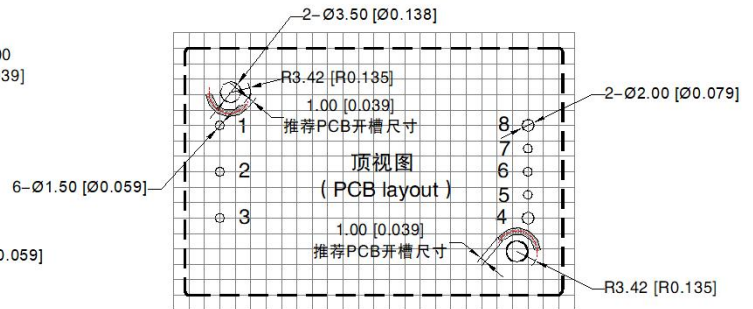 2-Ø3.50 [Ø0.138]
00
39]
R3.42 [R0.135]
1.00 [0.039]
推荐PCB开槽尺寸
2-Ø2.00 [Ø0.079]
1
8
7
顶视图
2
6
6-Ø1.50 [Ø0.059]
( PCB layout )
5
3
4
1.00 [0.039]
推荐PCB开槽尺寸
0.059]
R3.42 [R0.135]